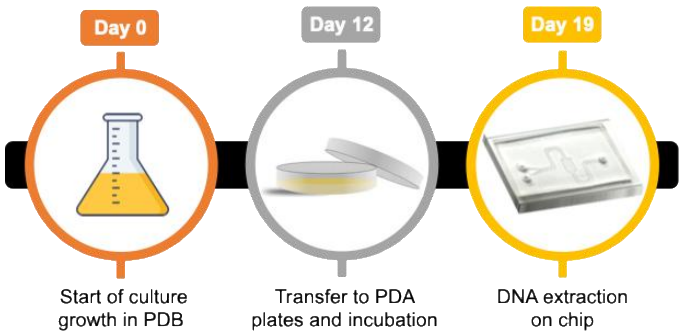 Day 0
Day 12
Day 19
Start of culture
growth in PDB
Transfer to PDA
plates and incubation
DNA extraction
on chip